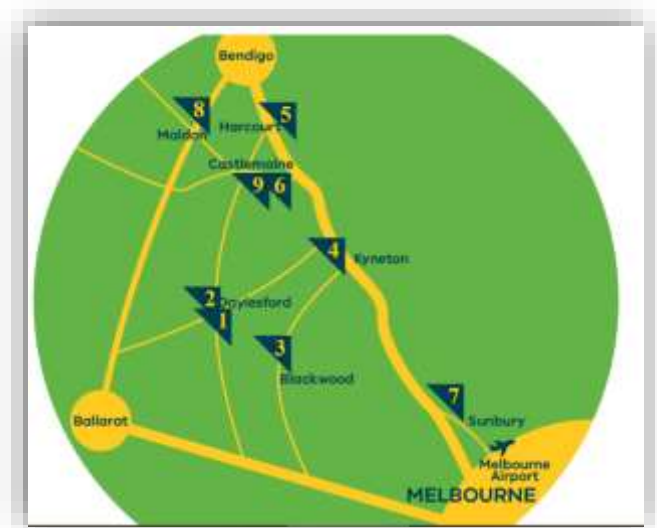 Bendigo
8
5
Maldon
Harcourt
Castlemaine
9 6
4
Kyneton
2
Daylesford
1
3
Blackwood
7
Ballarat
Sunbury
Melbourne
Airport
MELBOURNE